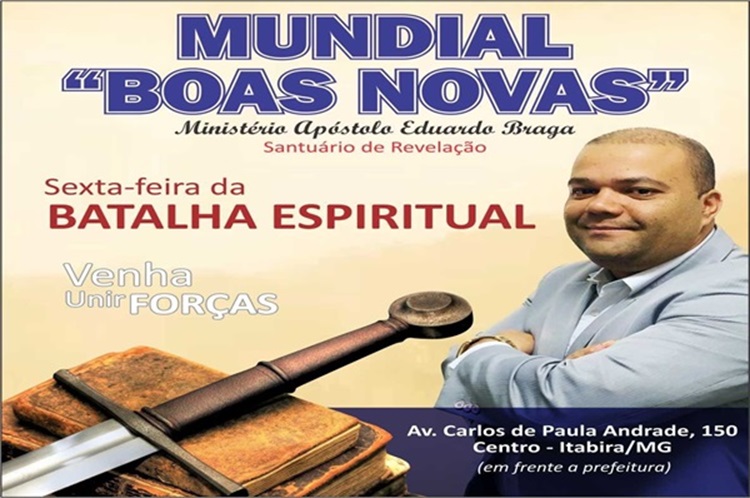 MUNDIAL
“BOAS NOVAS”
Ministério Apóstolo Eduardo Braga
Santuário de Revelação
Sexta-feira da
BATALHA ESPIRITUAL
Venha
Unir FORÇAS
Av. Carlos de Paula Andrade, 150
Centro - Itabira/MG
(em frente a prefeitura)